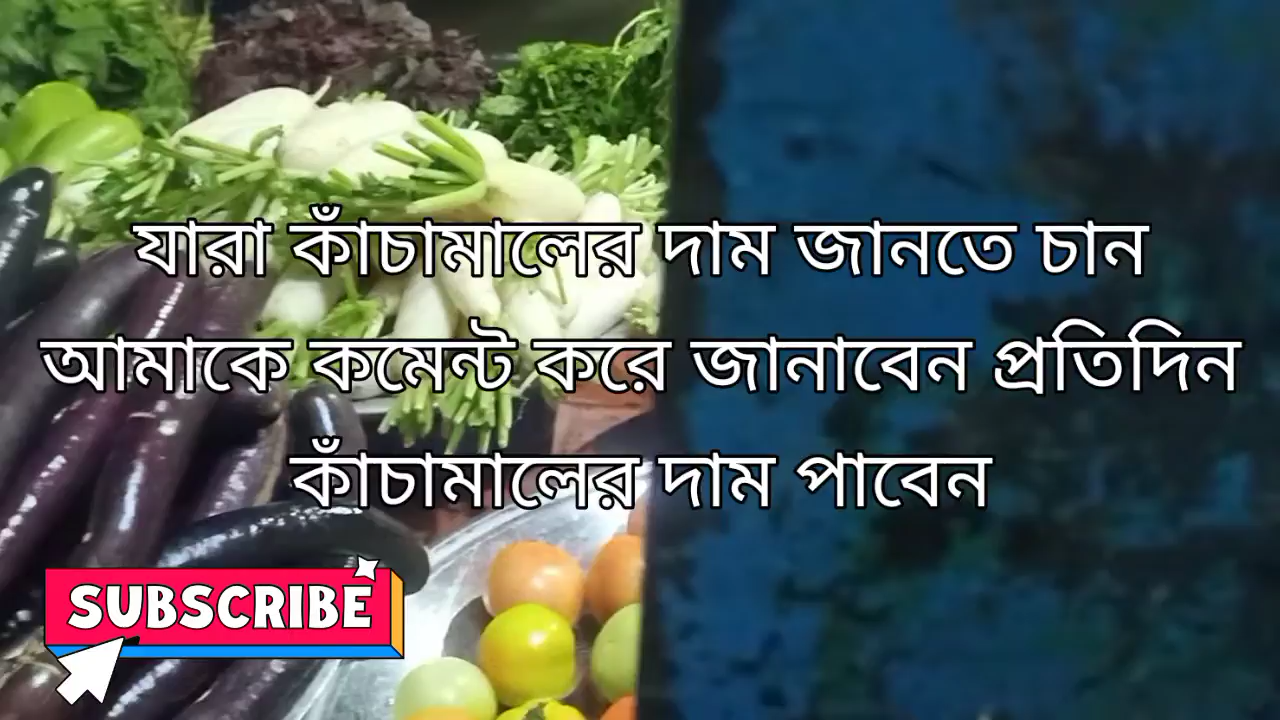 যারা কাঁচামালের দাম জানতে চান
আমাকে কমেন্ট করে জানাবেন প্রতিদিন
কাঁচামালের দাম পাবেন
SUBSCRIBE